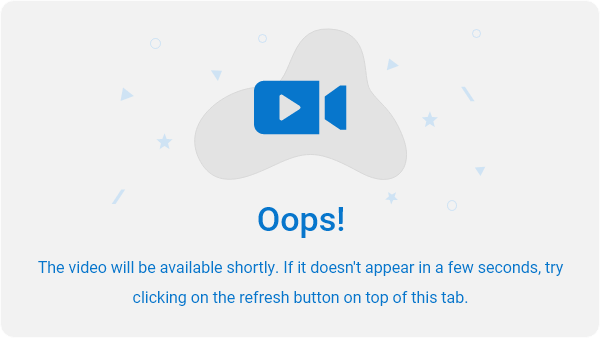 Oops!
The video will be available shortly. If it doesn't appear in a few seconds, try
clicking on the refresh button on top of this tab.